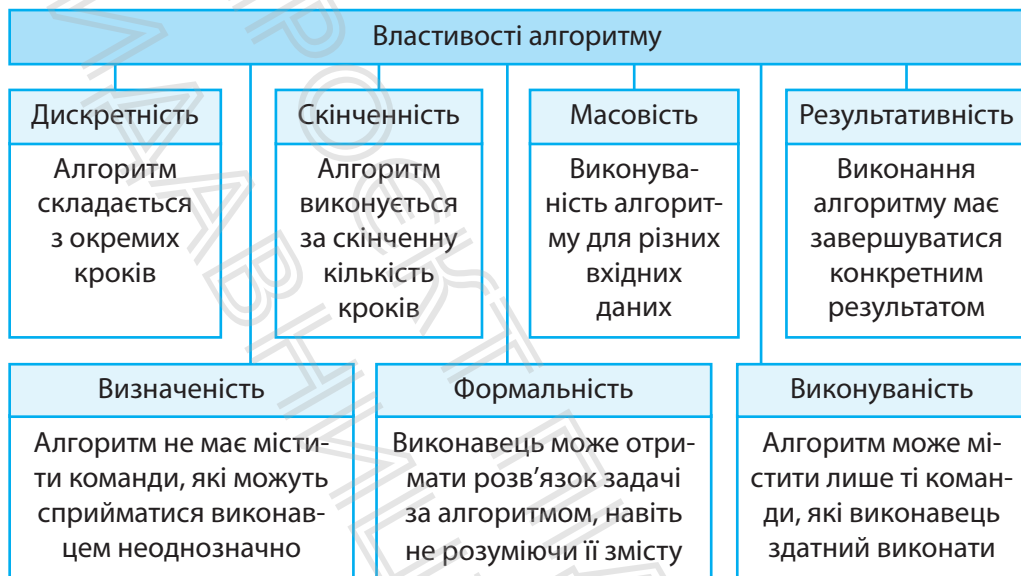 Властивості алгоритму
Дискретність
Алгоритм
складається
з окремих
кроків
Скінченність
Алгоритм
виконується
за скінченну
кількість
кроків
Масовість
Виконува-
ність алгорит-
му для різних
вхідних
даних
Результативність
Виконання
алгоритму має
завершуватися
конкретним
результатом
Визначеність
Алгоритм не має місти-
ти команди, які можуть
сприйматися виконав-
цем неоднозначно
Формальність
Виконавець може отри-
мати розв'язок задачі
за алгоритмом, навіть
не розуміючи її змісту
Виконуваність
Алгоритм може мі-
стити лише ті коман-
ди, які виконавець
здатний виконати